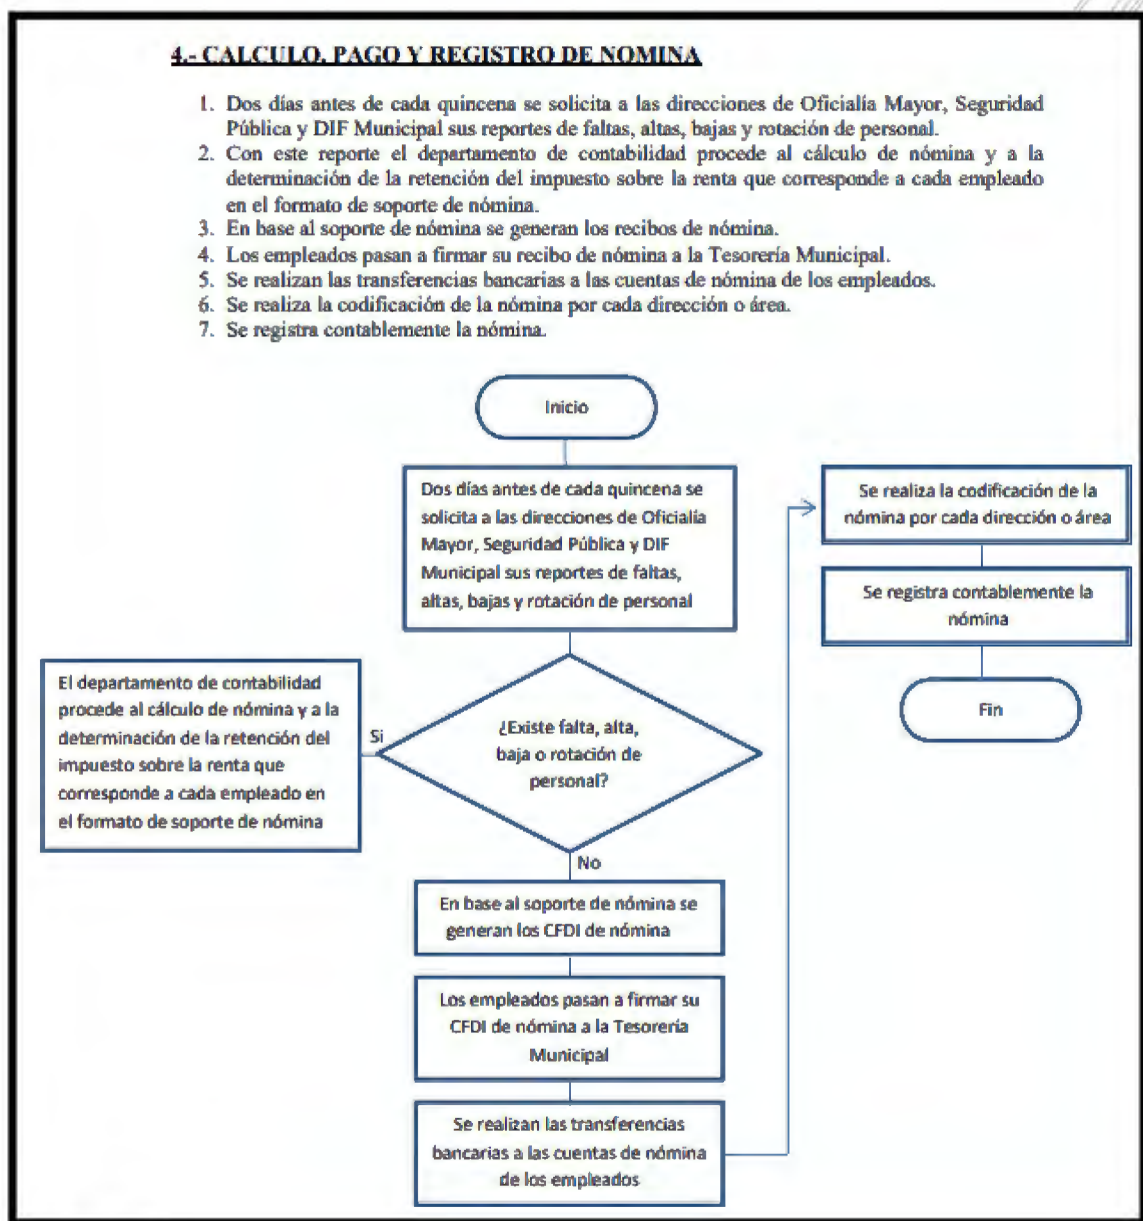 4.- CALCULO, PAGO Y REGISTRO DE NOMINA
1. Dos días antes de cada quincena se solicita a las direcciones de Oficialía Mayor, Seguridad
Pública y DIF Municipal sus reportes de faltas, altas, bajas y rotación de personal.
2. Con este reporte el departamento de contabilidad procede al cálculo de nómina y a la
determinación de la retención del impuesto sobre la renta que corresponde a cada empleado
en el formato de soporte de nómina.
3. En base al soporte de nómina se generan los recibos de nómina.
4. Los empleados pasan a firmar su recibo de nómina a la Tesorería Municipal.
5. Se realizan las transferencias bancarias a las cuentas de nómina de los empleados.
6. Se realiza la codificación de la nómina por cada dirección o área.
7. Se registra contablemente la nómina.
Inicio
Dos días antes de cada quincena se
solicita a las direcciones de Oficialía
Mayor, Seguridad Pública y DIF
Municipal sus reportes de faltas,
altas, bajas y rotación de personal
¿Existe falta, alta,
baja o rotación de
personal?
Si
El departamento de contabilidad
procede al cálculo de nómina y a la
determinación de la retención del
impuesto sobre la renta que
corresponde a cada empleado en
el formato de soporte de nómina
No
En base al soporte de nómina se
generan los CFDI de nómina
Los empleados pasan a firmar su
CFDI de nómina a la Tesorería
Municipal
Se realizan las transferencias
bancarias a las cuentas de nómina
de los empleados
Se realiza la codificación de la
nómina por cada dirección o área
Se registra contablemente la
nómina
Fin